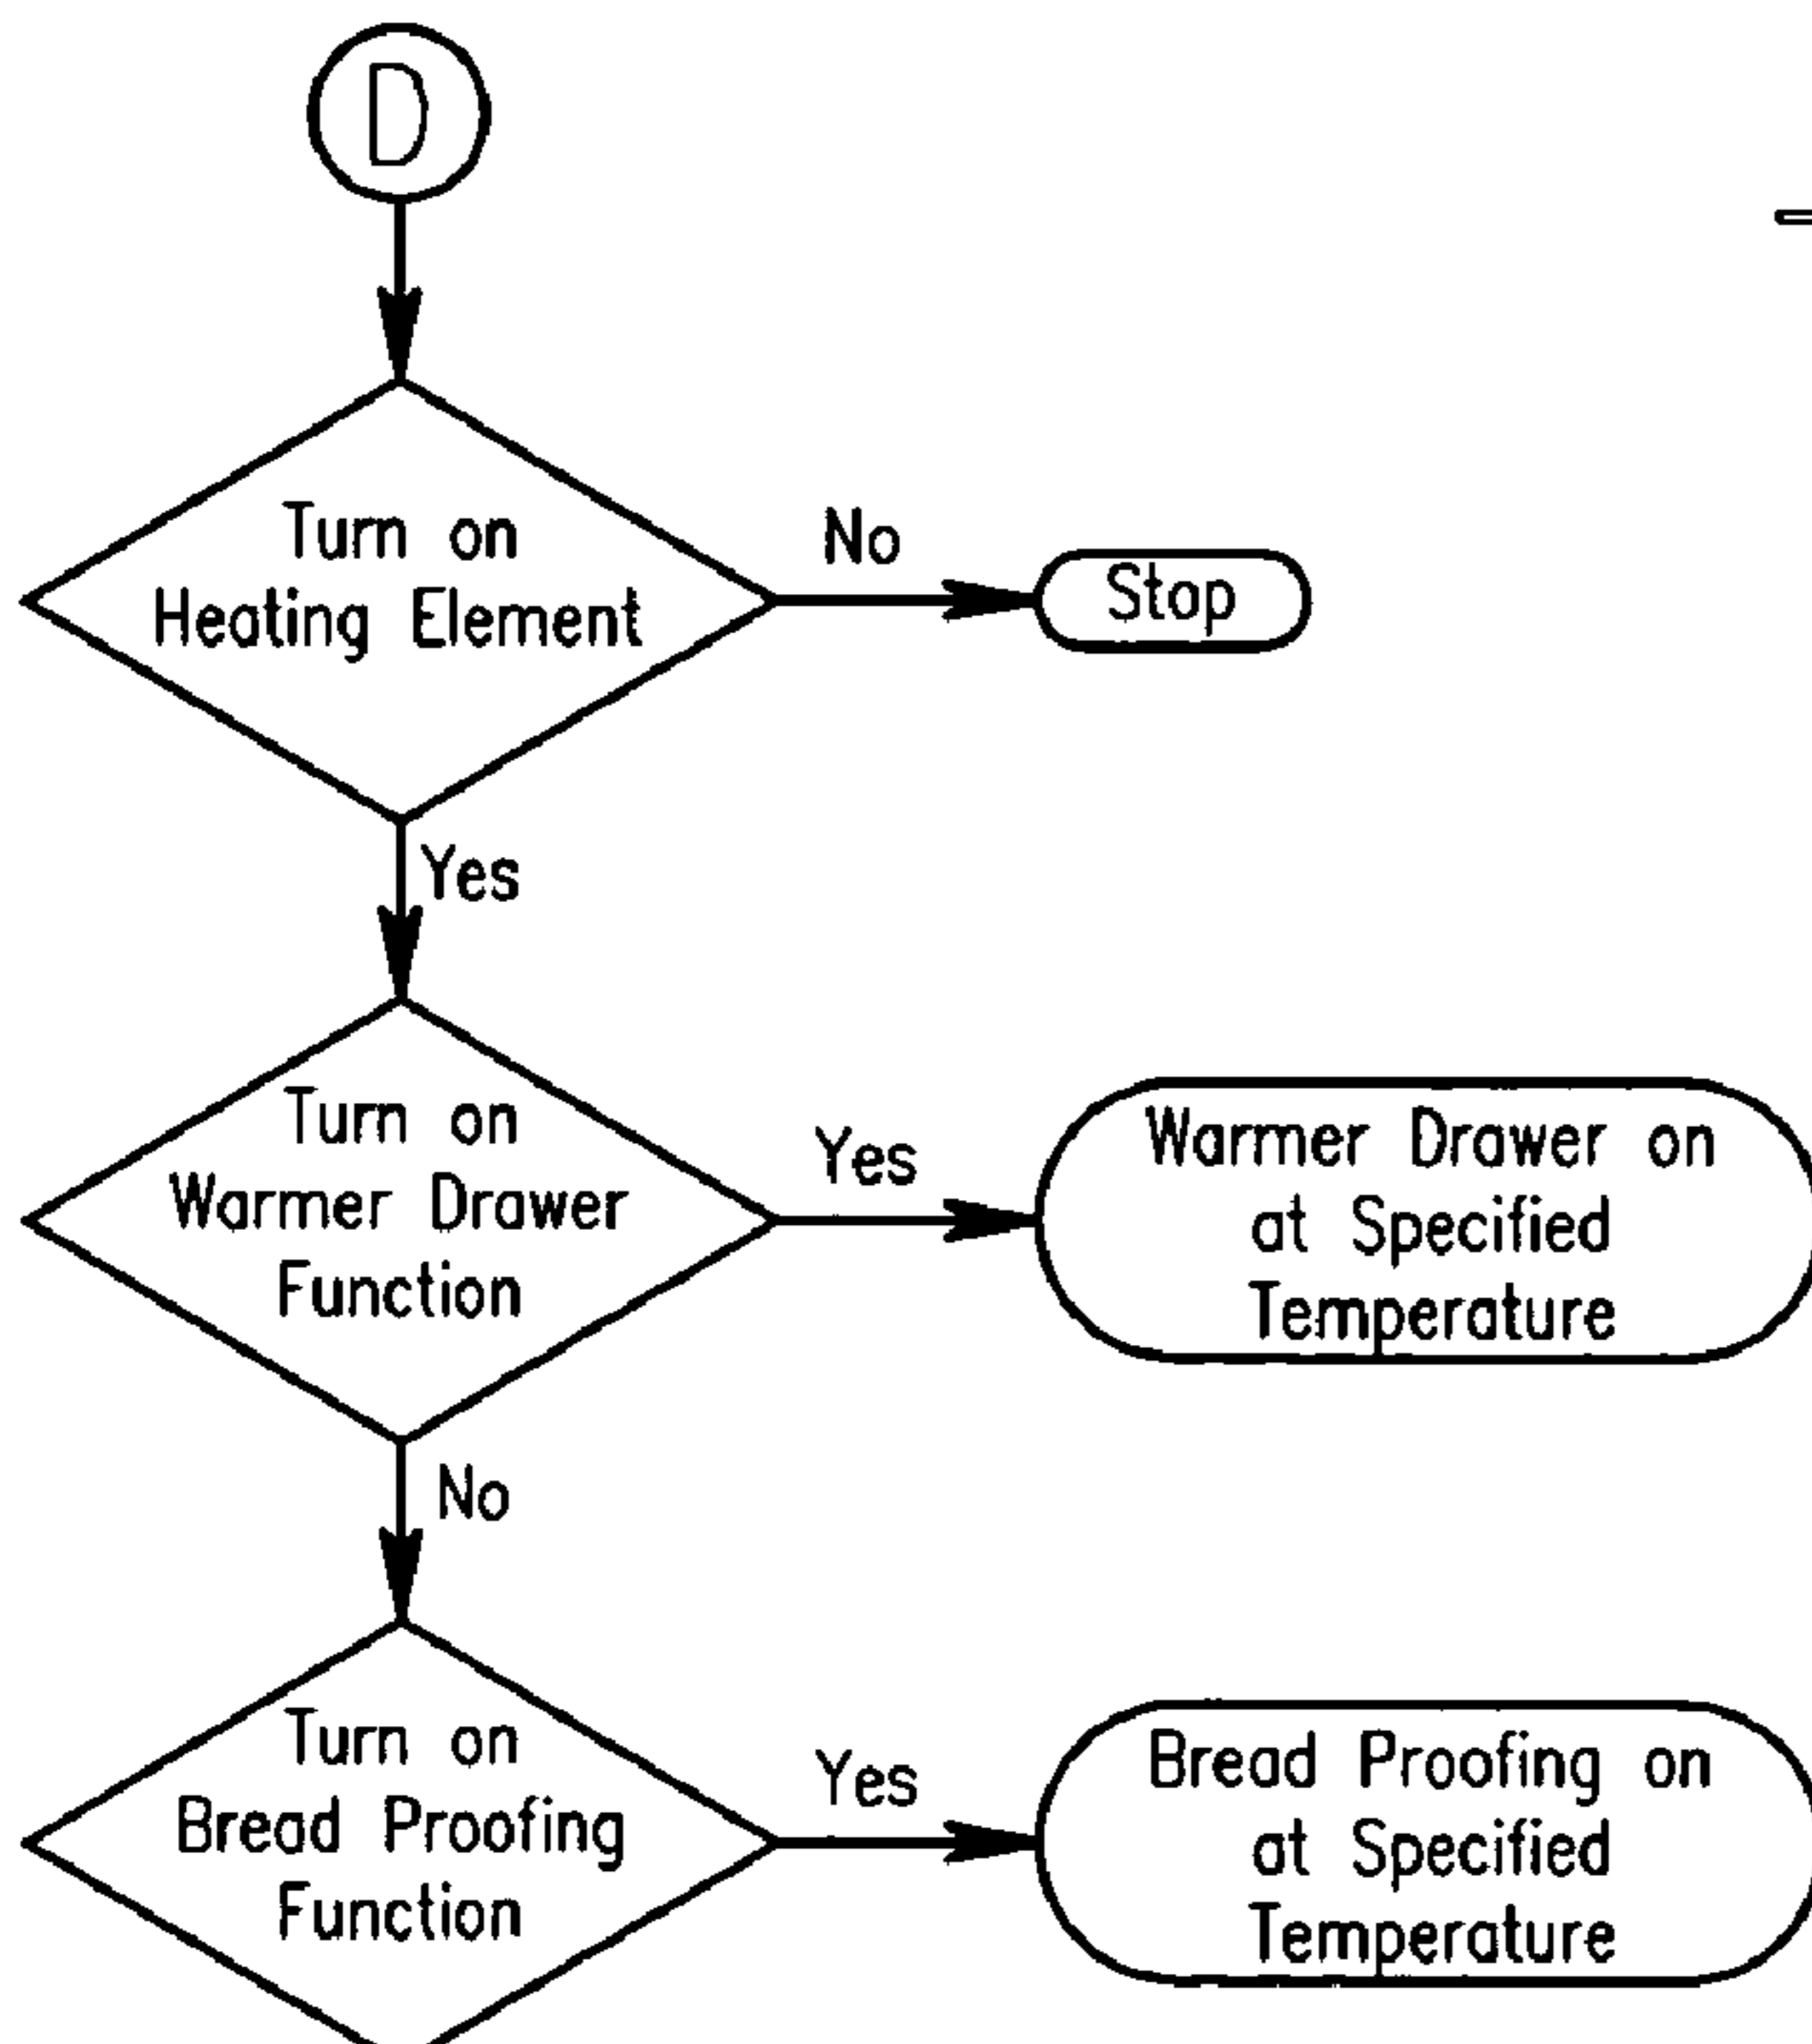 D
Turn on
Heating Element
No
Stop
Yes
Turn on
Warmer Drawer
Function
Yes
Warmer Drawer on
at Specified
Temperature
No
Turn on
Bread Proofing
Function
Yes
Bread Proofing on
at Specified
Temperature